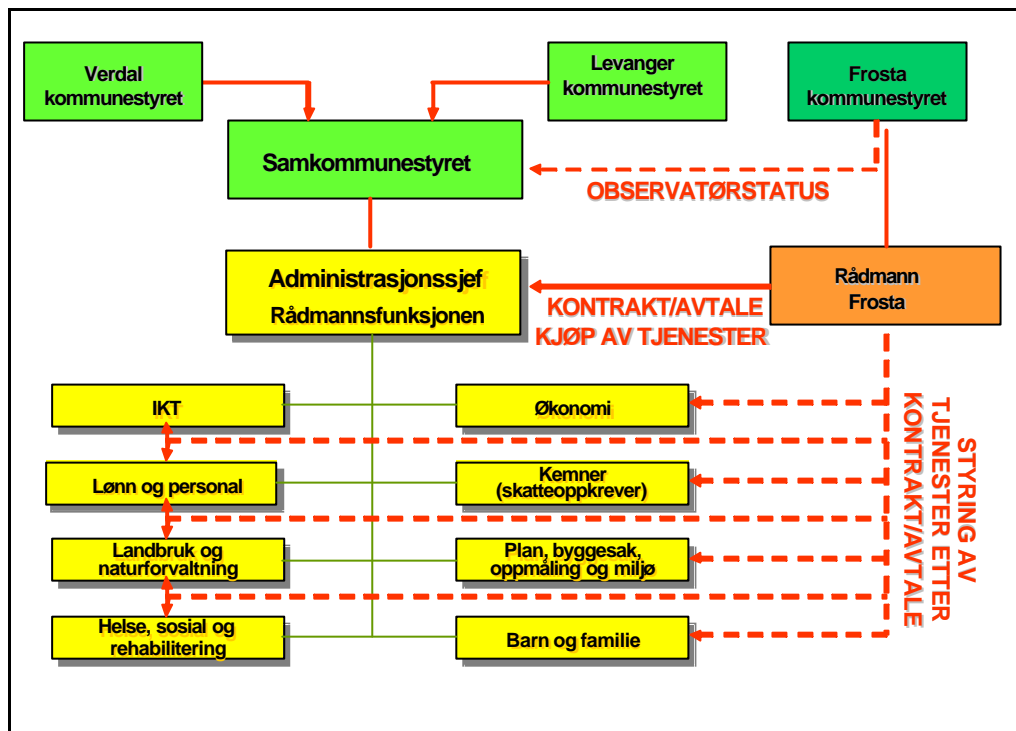 Verdal
kommunestyret
Levanger
kommunestyret
Frosta
kommunestyret
Samkommunestyret
OBSERVATØRSTATUS
Administrasjonssjef
Rådmannsfunksjonen
KONTRAKT/AVTALE
KJØP AV TJENESTER
Rådmann
Frosta
IKT
Økonomi
Lønn og personal
Kemner
(skatteoppkrever)
Landbruk og
naturforvaltning
Plan, byggesak,
oppmåling og miljø
Helse, sosial og
rehabilitering
Barn og familie
STYRING AV
TJENESTER ETTER
KONTRAKT/AVTALE